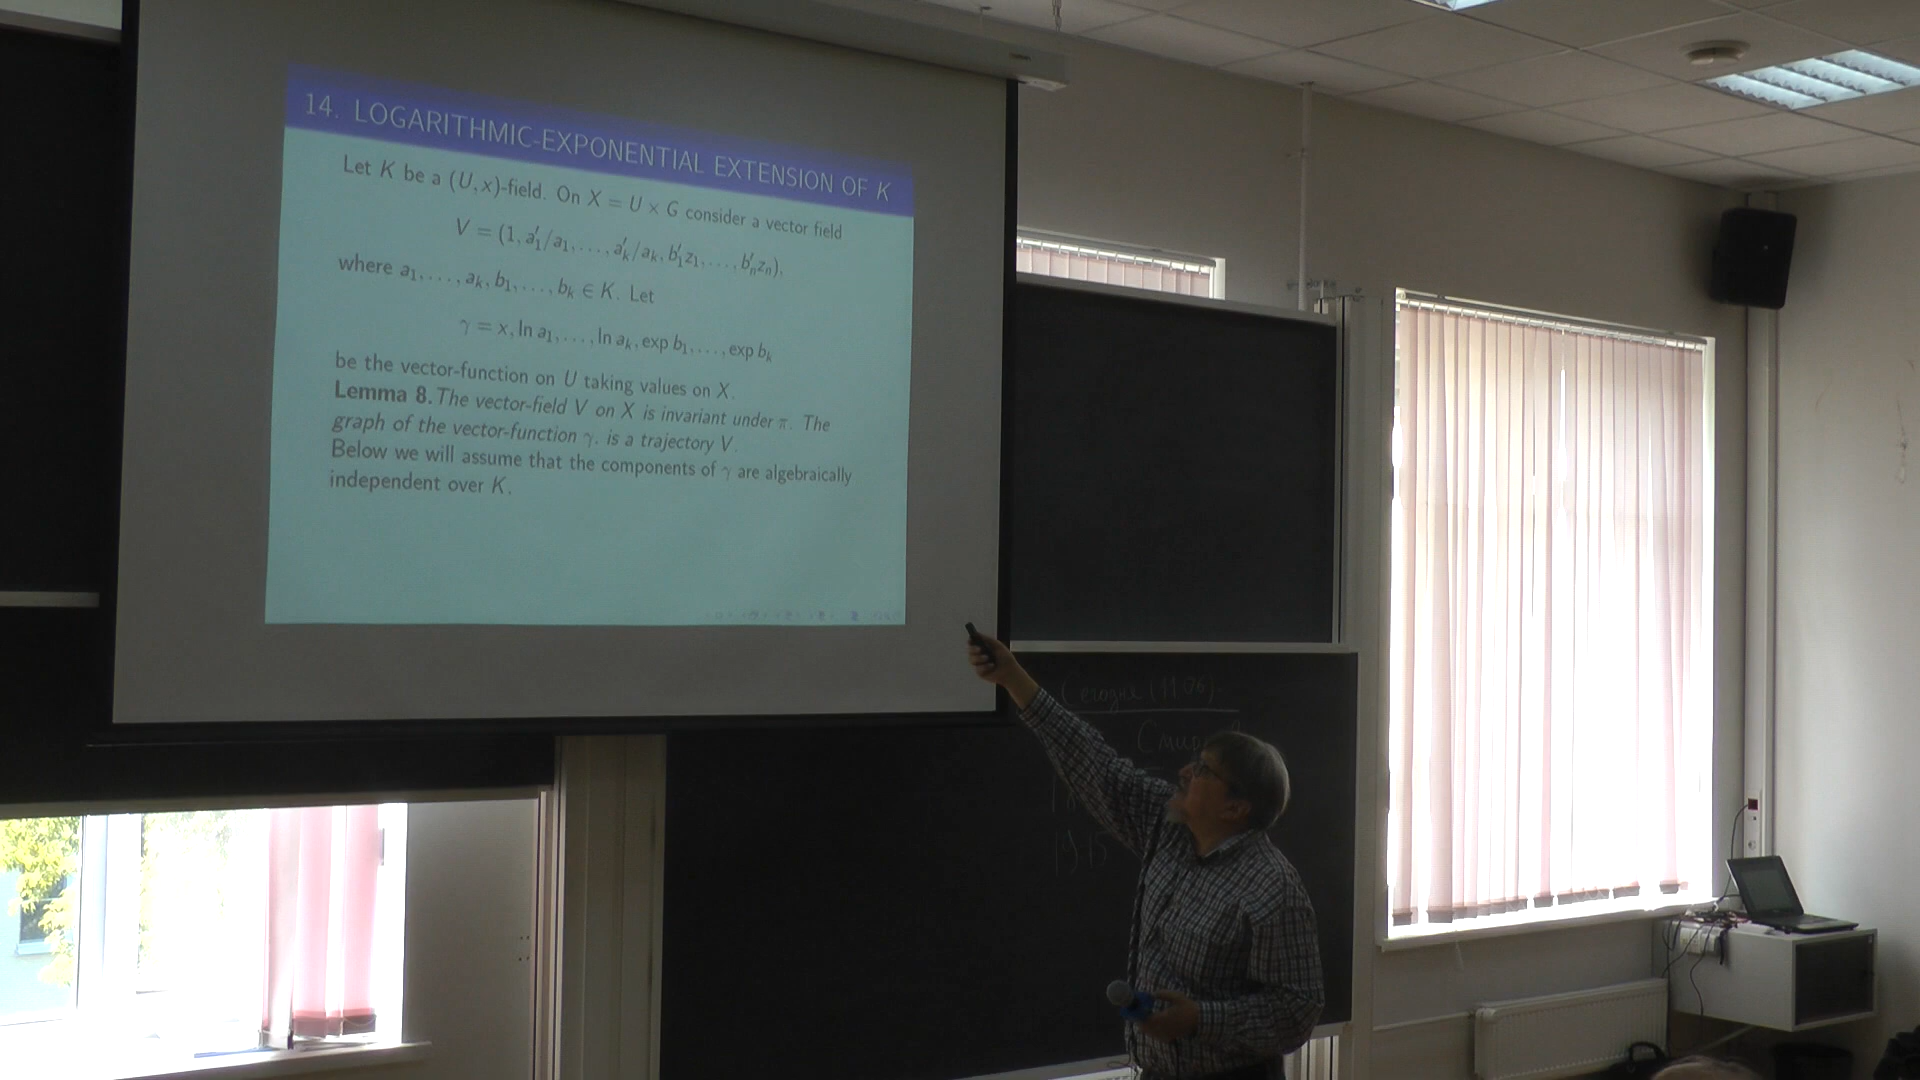 14. LOGARITHMIC-EXPONENTIAL EXTENSION OF K
Let K be a (U, x)-field. On X = U × G consider a vector field
V = (1, a′₁/a₁, . . . , a′ₖ/aₖ, b′₁z₁, . . . , b′ₙzₙ),
where a₁, . . . , aₖ, b₁, . . . , bₖ ∈ K. Let
γ = x, ln a₁, . . . , ln aₖ, exp b₁, . . . , exp bₖ
be the vector-function on U taking values on X.
Lemma 8. The vector-field V on X is invariant under π. The
graph of the vector-function γ. is a trajectory V.
Below we will assume that the components of γ are algebraically
independent over K.
Сегодня (11.06).